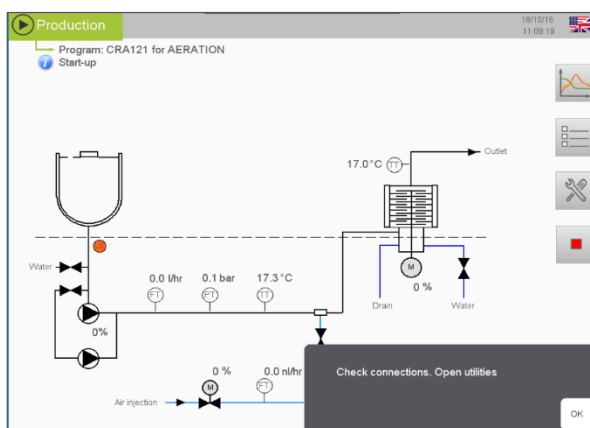 Production
18/10/16
11:09:19
Program: CRA121 for AERATION
Start-up
17.0°C
TT
Outlet
Water
0.0 l/hr
0.1 bar
17.3 °C
FT
PT
TT
M
0 %
Drain
Water
0%
0 %
0.0 nl/hr
M
FT
Air injection
Check connections. Open utilities
OK